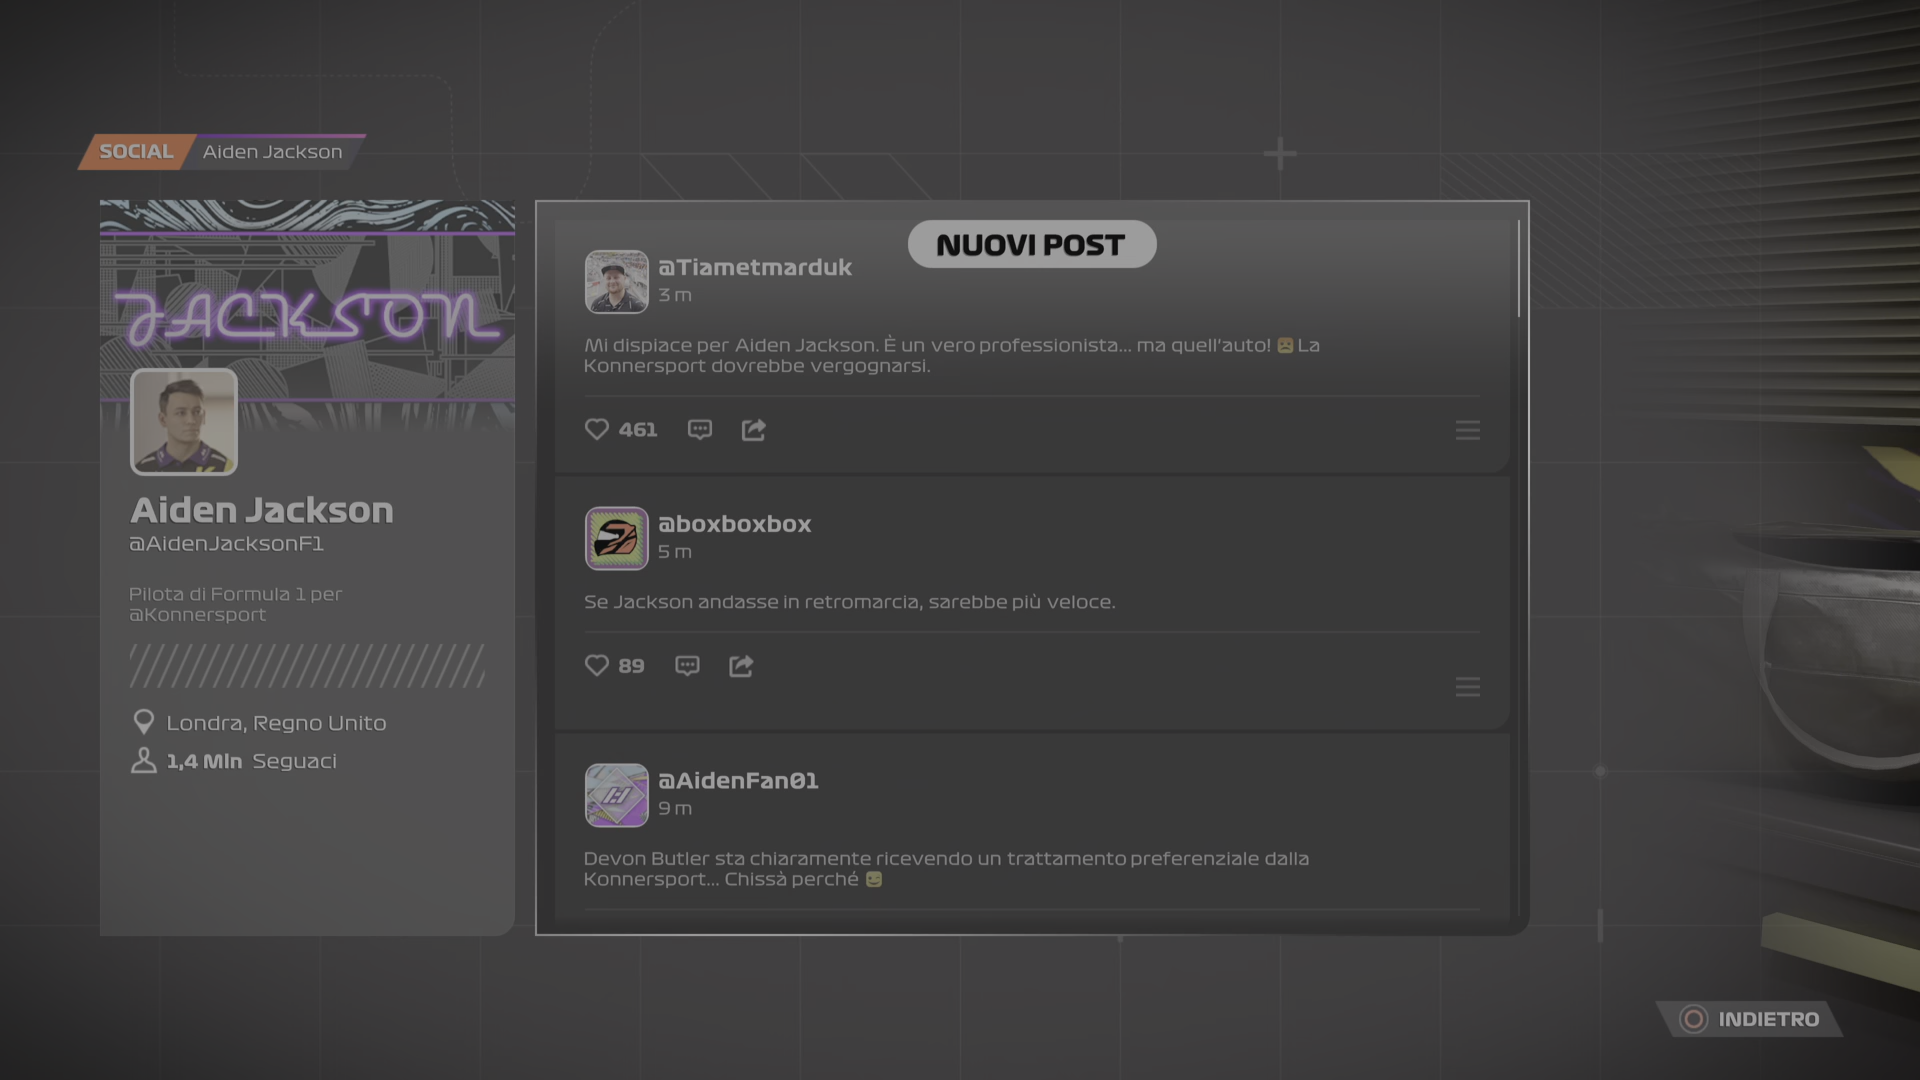 SOCIAL Aiden Jackson
JACKSON
Aiden Jackson
@AidenJacksonF1
Pilota di Formula 1 per
@Konnersport
Londra, Regno Unito
1,4 Mln Seguaci
NUOVI POST
@Tiametmarduk
3 m
Mi dispiace per Aiden Jackson. È un vero professionista... ma quell'auto! La
Konnersport dovrebbe vergognarsi.
461
@boxboxbox
5 m
Se Jackson andasse in retromarcia, sarebbe più veloce.
89
@AidenFan01
9 m
Devon Butler sta chiaramente ricevendo un trattamento preferenziale dalla
Konnersport... Chissà perché
INDIETRO